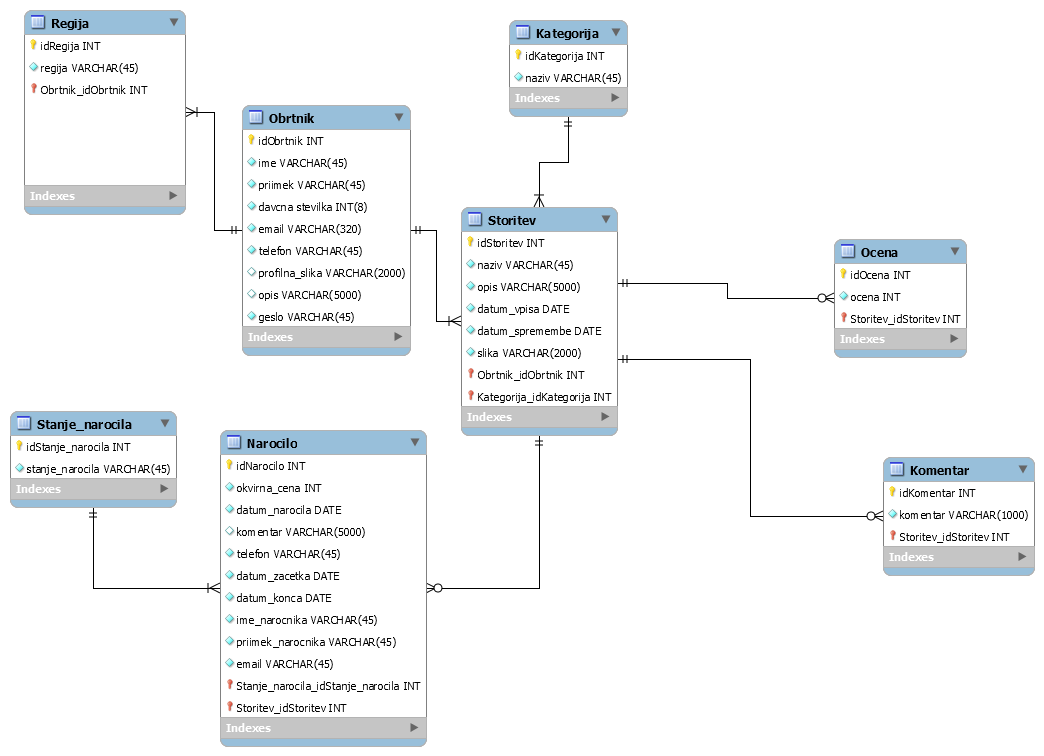 Regija
idRegija INT
regija VARCHAR(45)
Obrtnik_idObrtnik INT
Indexes
Kategorija
idKategorija INT
naziv VARCHAR(45)
Indexes
Obrtnik
idObrtnik INT
ime VARCHAR(45)
priimek VARCHAR(45)
davcna stevilka INT(8)
email VARCHAR(320)
telefon VARCHAR(45)
profilna_slika VARCHAR(2000)
opis VARCHAR(5000)
geslo VARCHAR(45)
Indexes
Storitev
idStoritev INT
naziv VARCHAR(45)
opis VARCHAR(5000)
datum_vpisa DATE
datum_spremembe DATE
slika VARCHAR(2000)
Obrtnik_idObrtnik INT
Kategorija_idKategorija INT
Indexes
Ocena
idOcena INT
ocena INT
Storitev_idStoritev INT
Indexes
Stanje_narocila
idStanje_narocila INT
stanje_narocila VARCHAR(45)
Indexes
Narocilo
idNarocilo INT
okvirna_cena INT
datum_narocila DATE
komentar VARCHAR(5000)
telefon VARCHAR(45)
datum_zacetka DATE
datum_konca DATE
ime_narocnika VARCHAR(45)
priimek_narocnika VARCHAR(45)
email VARCHAR(45)
Stanje_narocila_idStanje_narocila INT
Storitev_idStoritev INT
Indexes
Komentar
idKomentar INT
komentar VARCHAR(1000)
Storitev_idStoritev INT
Indexes